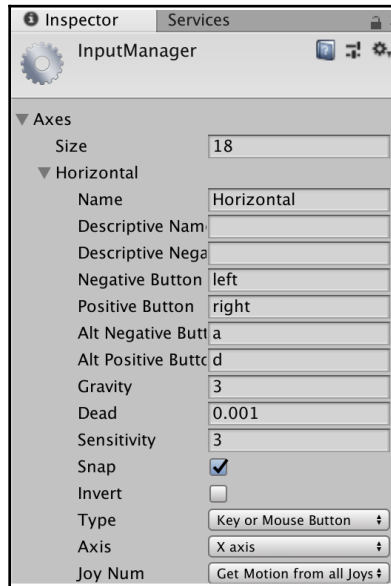 Inspector Services
InputManager
Axes
Size 18
Horizontal
Name Horizontal
Descriptive Nam
Descriptive Nega
Negative Button left
Positive Button right
Alt Negative Butt a
Alt Positive Butto d
Gravity 3
Dead 0.001
Sensitivity 3
Snap
Invert
Type Key or Mouse Button
Axis X axis
Joy Num Get Motion from all Joys